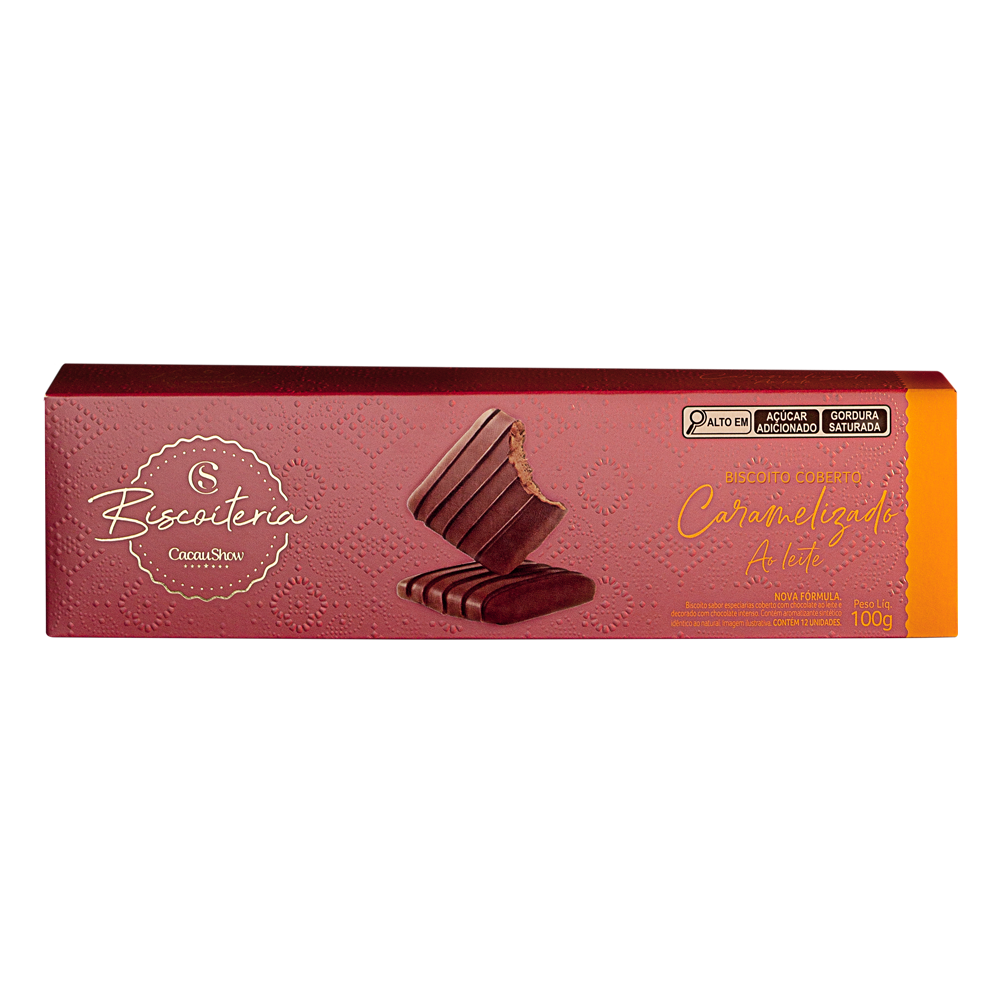 CS
Biscoiteria
CacauShow
ALTO EM
AÇÚCAR
ADICIONADO
GORDURA
SATURADA
BISCOITO COBERTO
Caramelizado
Ao leite
NOVA FÓRMULA.
Biscoito sabor especiarias coberto com chocolate ao leite e
decorado com chocolate intenso. Contém aromatizante sintético
idêntico ao natural. Imagem ilustrativa. CONTÉM 12 UNIDADES.
Peso Líq.
100g